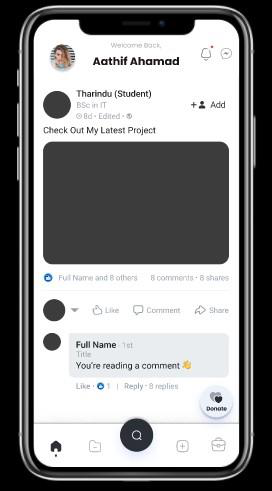 Welcome Back,
Aathif Ahamad
Tharindu (Student)
BSc in IT
8d • Edited •
+ Add
Check Out My Latest Project
Full Name and 8 others 8 comments • 8 shares
Like Comment Share
Full Name · 1st
Title
You're reading a comment 👋
Like • 1 | Reply • 8 replies
Donate